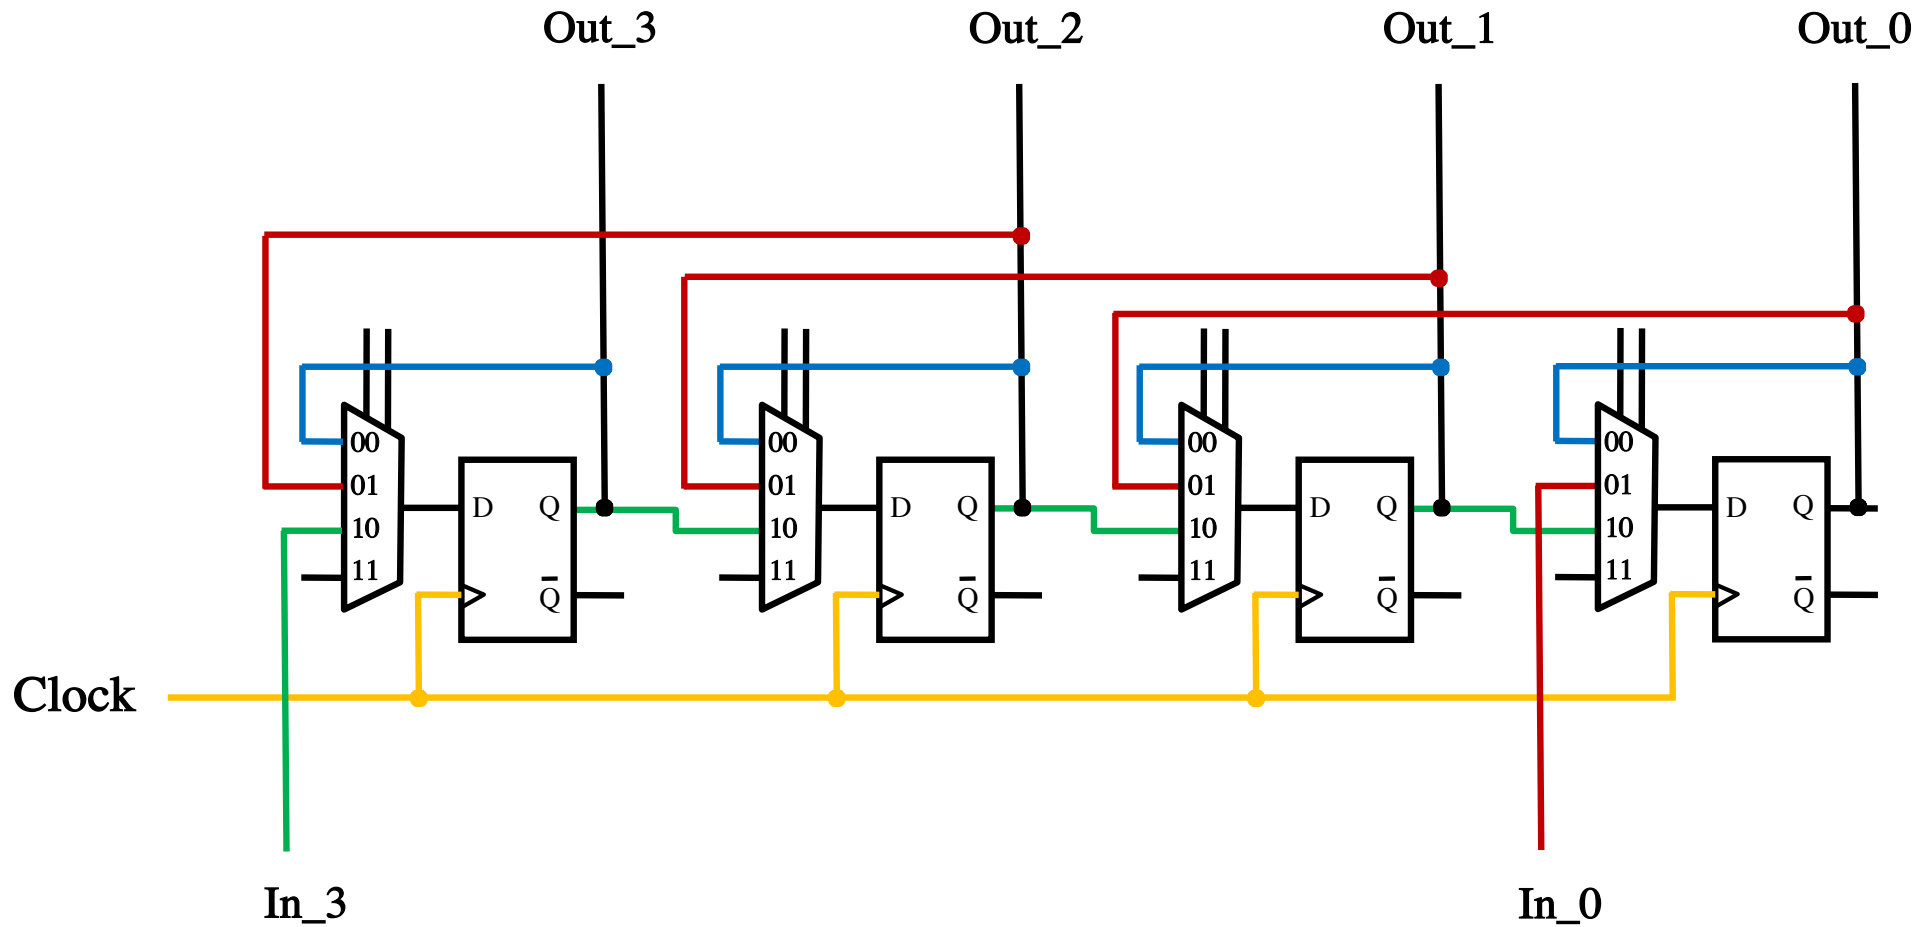 Out_3 Out_2 Out_1 Out_0
00 00 00 00
01 01 01 01
D Q D Q D Q D Q
10 10 10 10
11 11 11 11
Q̅ Q̅ Q̅ Q̅
Clock
In_3 In_0